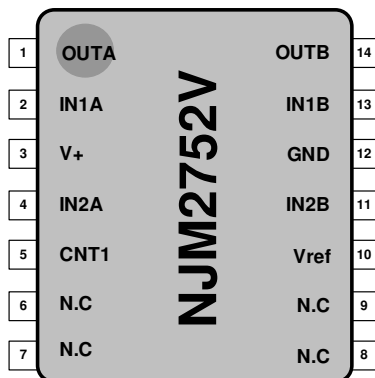 1 OUTA OUTB 14
2 IN1A IN1B 13
3 V+ GND 12
4 IN2A IN2B 11
5 CNT1 Vref 10
6 N.C N.C 9
7 N.C N.C 8
NJM2752V